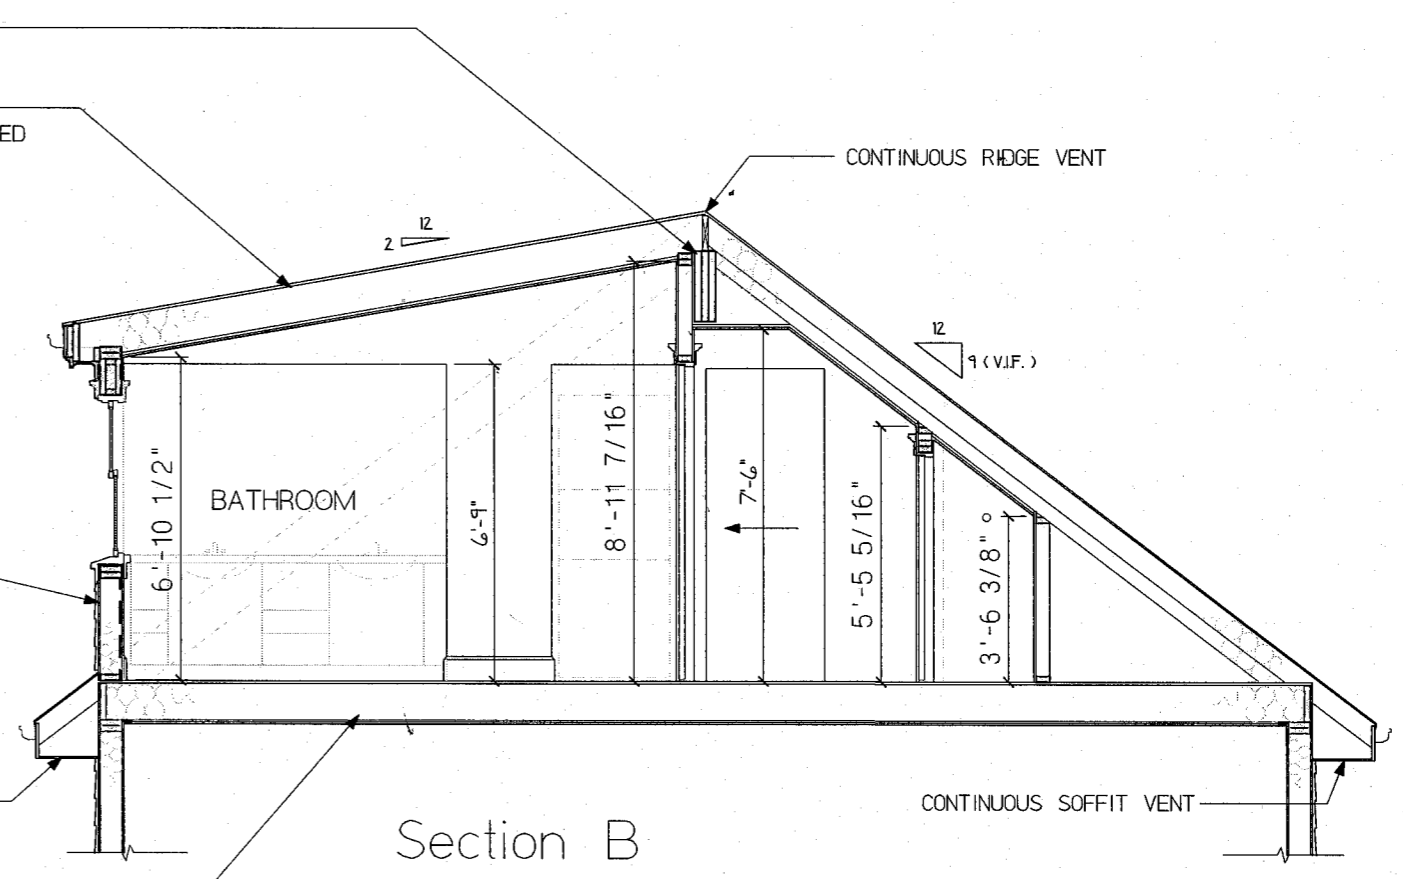 ED
CONTINUOUS RIDGE VENT
12
2
12
9 (V.I.F.)
BATHROOM
6'-10 1/2"
6'-9"
8'-11 7/16"
7'-6"
5'-5 5/16"
3'-6 3/8"
CONTINUOUS SOFFIT VENT
Section B